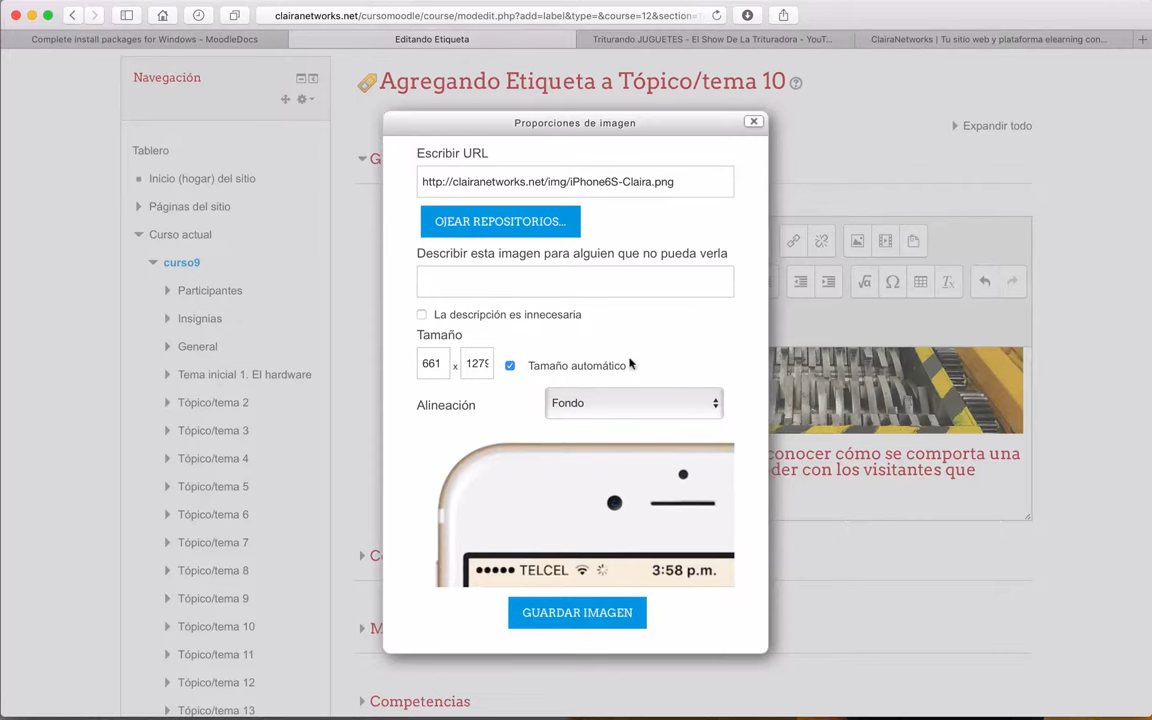 clairanetworks.net/cursomoodle/course/modedit.php?add=label&type=&course=12&section=
Complete install packages for Windows - MoodleDocs
Editando Etiqueta
Triturando JUGUETES - El Show De La Trituradora - YouT...
ClairaNetworks | Tu sitio web y plataforma elearning con...
Navegación
Tablero
Inicio (hogar) del sitio
Páginas del sitio
Curso actual
curso9
Participantes
Insignias
General
Tema inicial 1. El hardware
Tópico/tema 2
Tópico/tema 3
Tópico/tema 4
Tópico/tema 5
Tópico/tema 6
Tópico/tema 7
Tópico/tema 8
Tópico/tema 9
Tópico/tema 10
Tópico/tema 11
Tópico/tema 12
Tópico/tema 13
Agregando Etiqueta a Tópico/tema 10
Expandir todo
G
Proporciones de imagen
Escribir URL
http://clairanetworks.net/img/iPhone6S-Claira.png
OJEAR REPOSITORIOS...
Describir esta imagen para alguien que no pueda verla
La descripción es innecesaria
Tamaño
661 x 1279
Tamaño automático
Alineación
Fondo
TELCEL 3:58 p.m.
GUARDAR IMAGEN
conocer cómo se comporta una
der con los visitantes que
C
M
Competencias